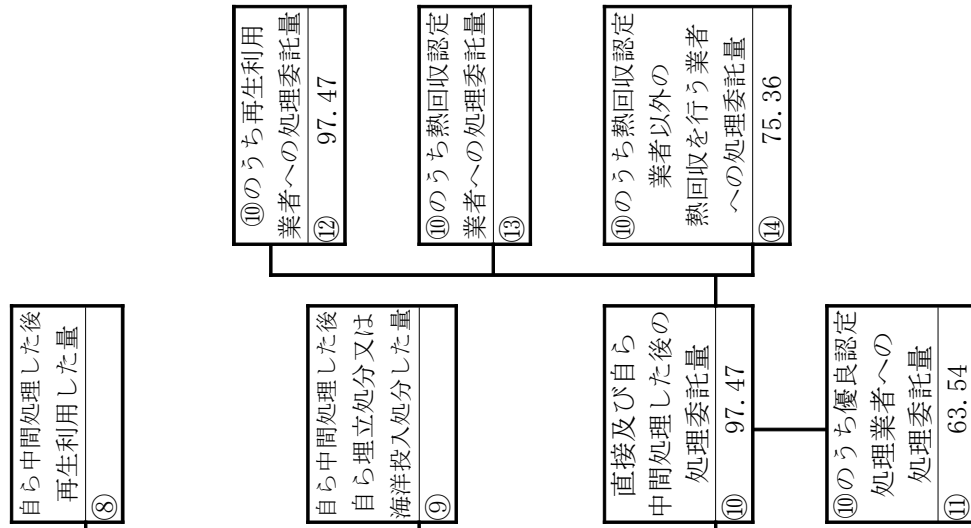 自ら中間処理した後
再生利用した量
⑧
自ら中間処理した後
自ら埋立処分又は
海洋投入処分した量
⑨
直接及び自ら
中間処理した後の
処理委託量
⑩ 97.47
⑩のうち優良認定
処理業者への
処理委託量
⑪ 63.54
⑩のうち再生利用
業者への処理委託量
⑫ 97.47
⑩のうち熱回収認定
業者への処理委託量
⑬
⑩のうち熱回収認定
業者以外の
熱回収を行う業者
への処理委託量
⑭ 75.36